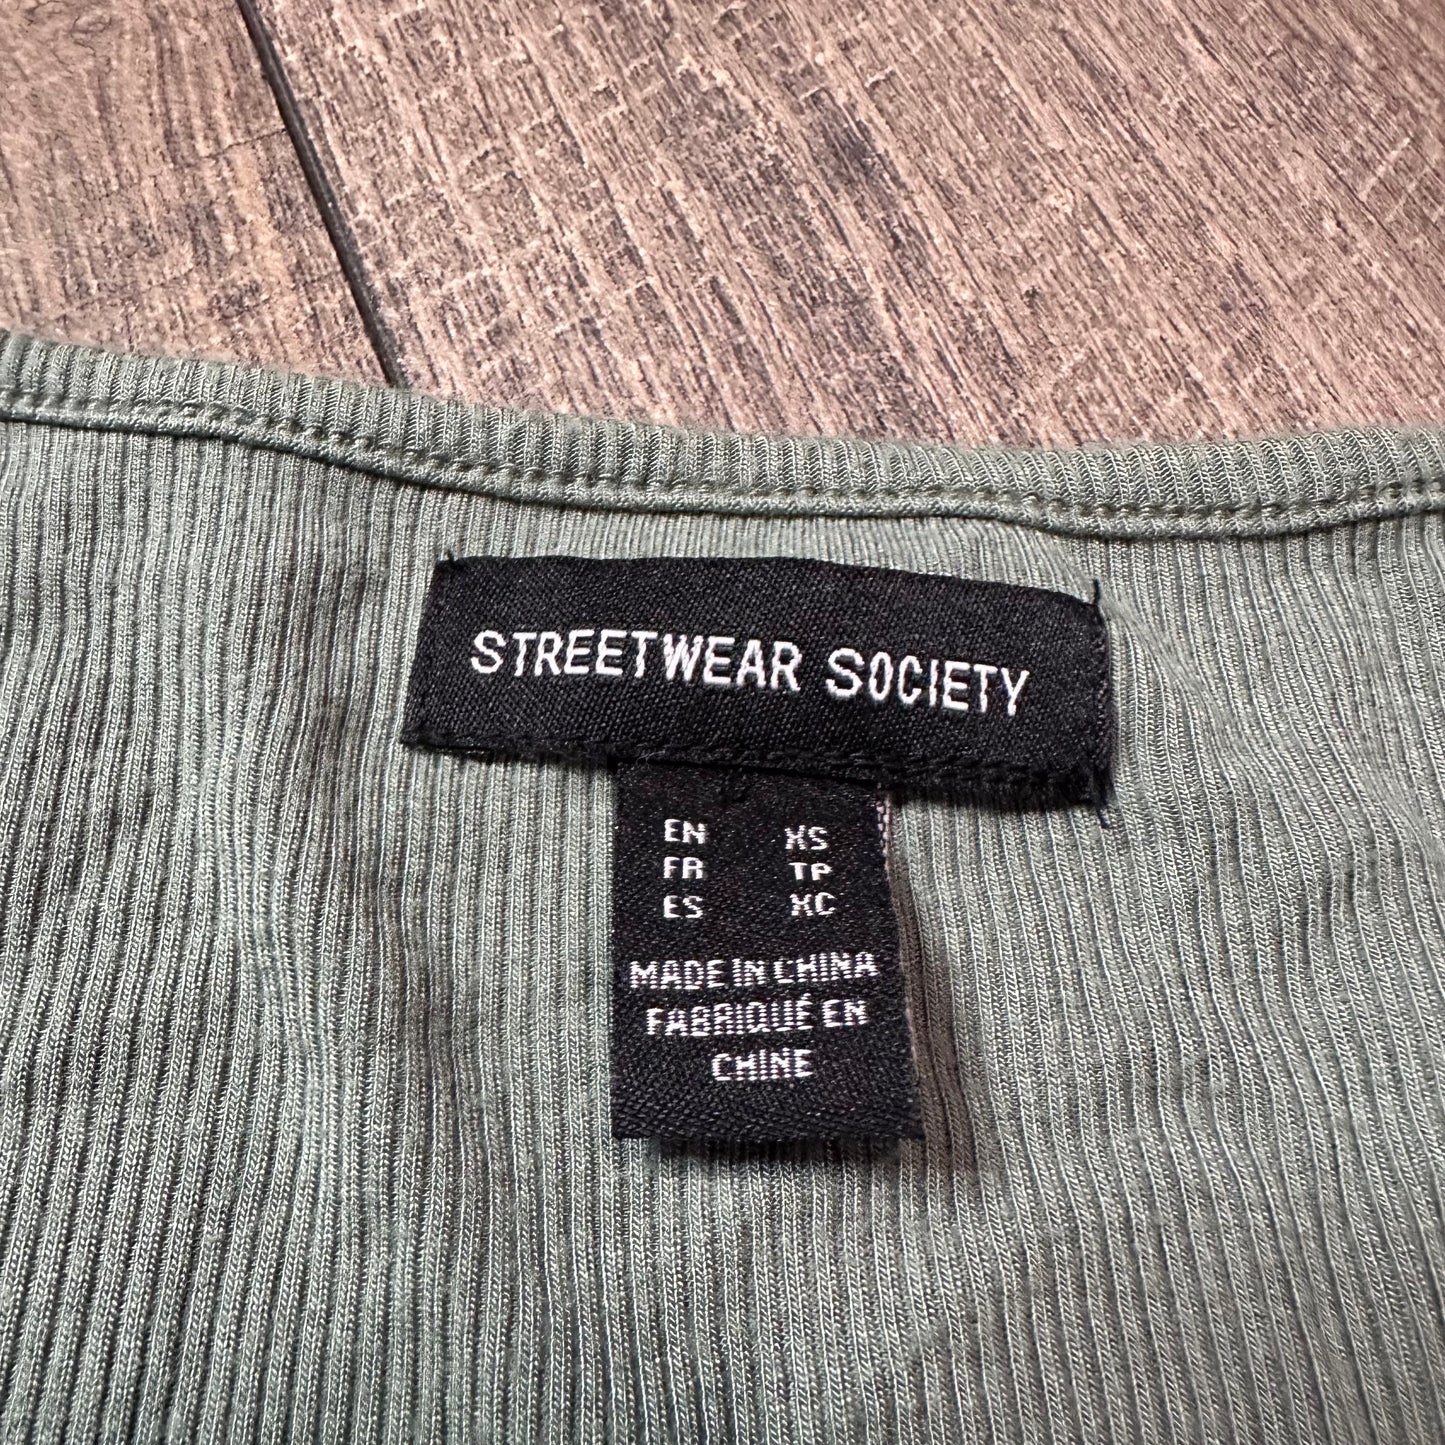 STREETWEAR SOCIETY
EN XS
FR TP
ES XC
MADE IN CHINA
FABRIQUÉ EN
CHINE